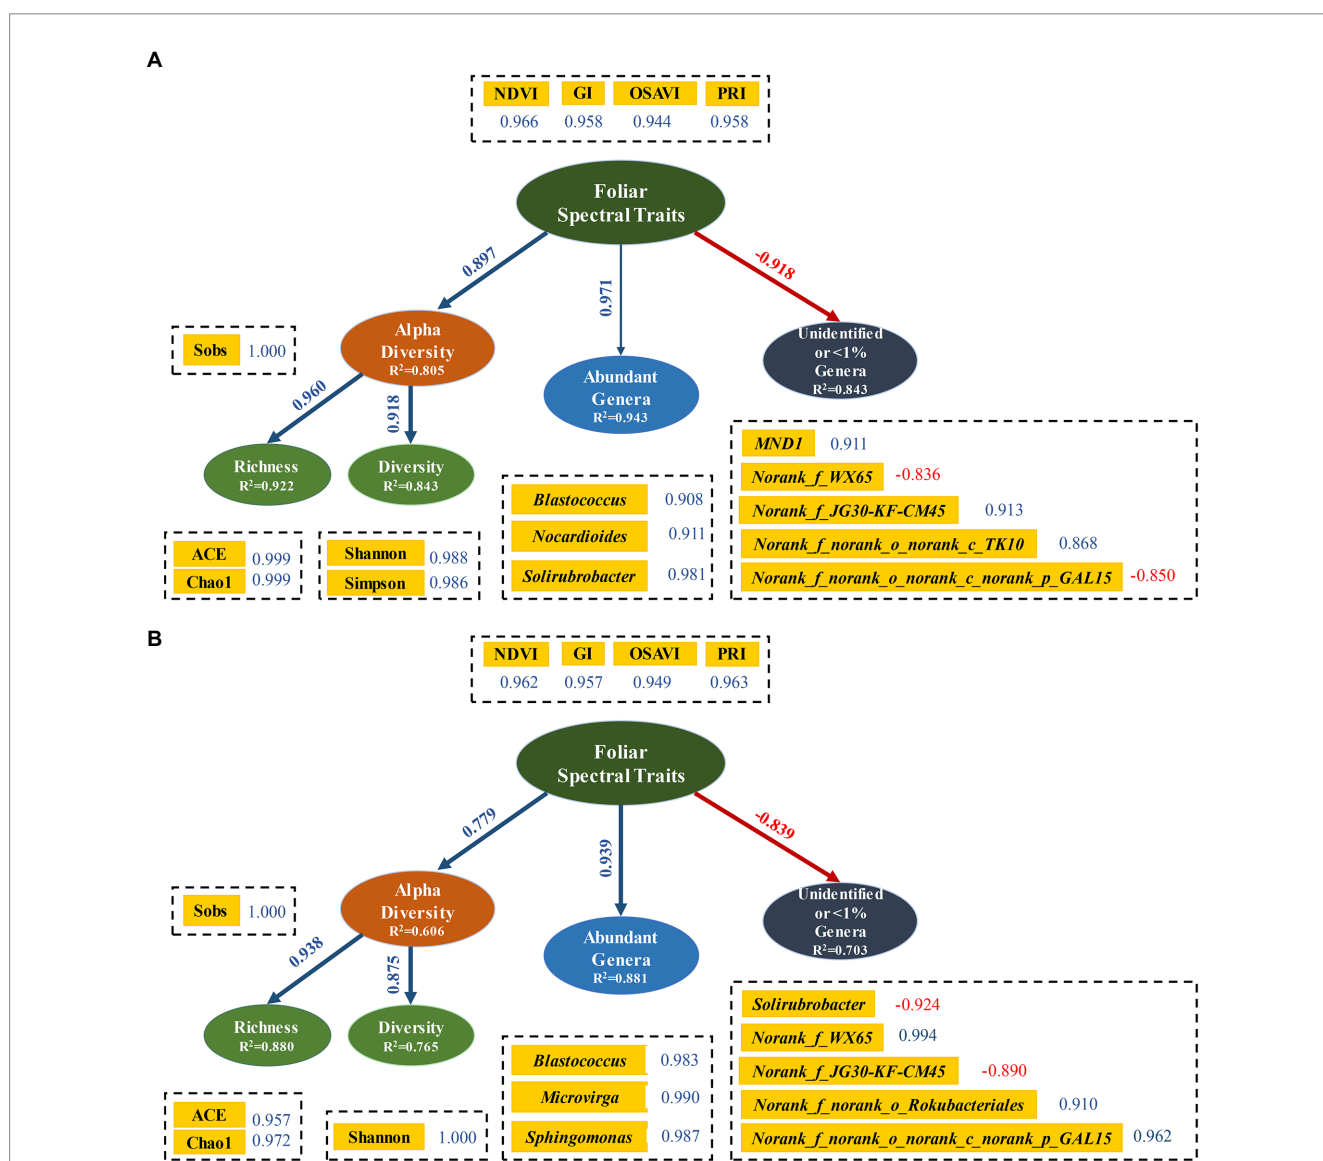 A
NDVI GI OSAVI PRI
0.966 0.958 0.944 0.958
Foliar
Spectral Traits
0.897
0.971
-0.918
Sobs 1.000
Alpha
Diversity
R²=0.805
Abundant
Genera
R²=0.943
Unidentified
or <1%
Genera
R²=0.843
0.960
0.918
Richness
R²=0.922
Diversity
R²=0.843
ACE 0.999
Chao1 0.999
Shannon 0.988
Simpson 0.986
Blastococcus 0.908
Nocardioides 0.911
Solirubrobacter 0.981
MND1 0.911
Norank_f_WX65 -0.836
Norank_f_JG30-KF-CM45 0.913
Norank_f_norank_o_norank_c_TK10 0.868
Norank_f_norank_o_norank_c_norank_p_GAL15 -0.850
B
NDVI GI OSAVI PRI
0.962 0.957 0.949 0.963
Foliar
Spectral Traits
0.779
0.939
-0.839
Sobs 1.000
Alpha
Diversity
R²=0.606
Abundant
Genera
R²=0.881
Unidentified
or <1%
Genera
R²=0.703
0.938
0.875
Richness
R²=0.880
Diversity
R²=0.765
ACE 0.957
Chao1 0.972
Shannon 1.000
Blastococcus 0.983
Microvirga 0.990
Sphingomonas 0.987
Solirubrobacter -0.924
Norank_f_WX65 0.994
Norank_f_JG30-KF-CM45 -0.890
Norank_f_norank_o_Rokubacteriales 0.910
Norank_f_norank_o_norank_c_norank_p_GAL15 0.962